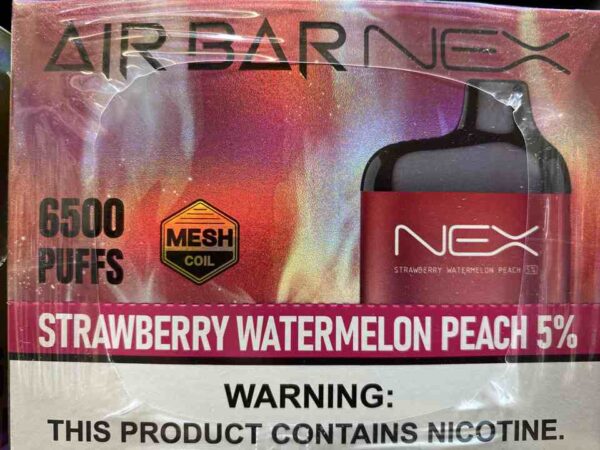 AIR BAR NEX
6500
PUFFS
MESH
COIL
NEX
STRAWBERRY WATERMELON PEACH 5%
STRAWBERRY WATERMELON PEACH 5%
WARNING:
THIS PRODUCT CONTAINS NICOTINE.